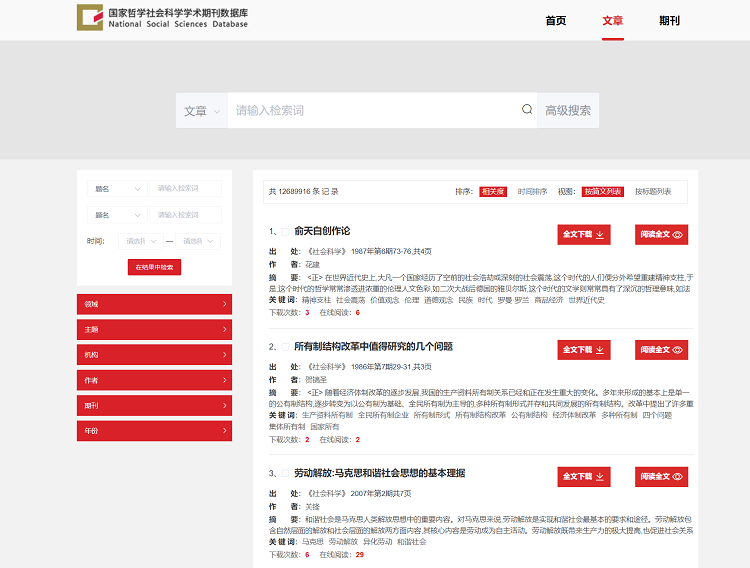 国家哲学社会科学学术期刊数据库
National Social Sciences Database
首页 文章 期刊
文章 请输入检索词 高级搜索
题名 请输入检索词
题名 请输入检索词
时间: 请选择 — 请选择
在结果中检索
领域
主题
机构
作者
期刊
年份
共 12689916 条 记 录 排序: 相关度 时间排序 视图: 按简文列表 按标题列表
1、 俞天白创作论 全文下载 阅读全文
出 处: 《社会科学》 1987年第6期73-76,共4页
作 者: 花建
摘 要: <正> 在世界近代史上,大凡一个国家经历了空前的社会浩劫或深刻的社会震荡,这个时代的人们便分外希望重建精神支柱,于
是,这个时代的哲学常常渗透进浓重的伦理人文色彩,如二次大战后德国的雅贝尔斯,这个时代的文学则常常具有了深沉的哲理意味,如法
关 键 词: 精神支柱 社会震荡 价值观念 伦理 道德观念 民族 时代 罗曼·罗兰 商品经济 世界近代史
下载次数: 3 在线阅读: 6
2、 所有制结构改革中值得研究的几个问题 全文下载 阅读全文
出 处: 《社会科学》 1986年第7期29-31,共3页
作 者: 贺镐圣
摘 要: <正> 随着经济体制改革的逐步发展,我国的生产资料所有制关系已经和正在发生重大的变化。多年来形成的基本上是单一
的公有制结构,逐步转变为以公有制为基础、全民所有制为主导的,多种所有制形式并存和共同发展的所有制结构。改革中提出了许多重
关 键 词: 生产资料所有制 全民所有制企业 所有制形式 所有制结构改革 公有制结构 经济体制改革 多种所有制 四个问题
集体所有制 国家所有
下载次数: 2 在线阅读: 2
3、 劳动解放:马克思和谐社会思想的基本理据 全文下载 阅读全文
出 处: 《社会科学》 2007年第2期共7页
作 者: 关锋
摘 要: 和谐社会是马克思人类解放思想中的重要内容。对马克思来说,劳动解放是实现和谐社会最基本的要求和途径。劳动解放包
含自然层面的解放和社会层面的解放两方面内容,其核心内容是劳动成为自主活动。劳动解放既带来生产力的极大提高,也促进社会关系
关 键 词: 马克思 劳动解放 异化劳动 和谐社会
下载次数: 6 在线阅读: 29